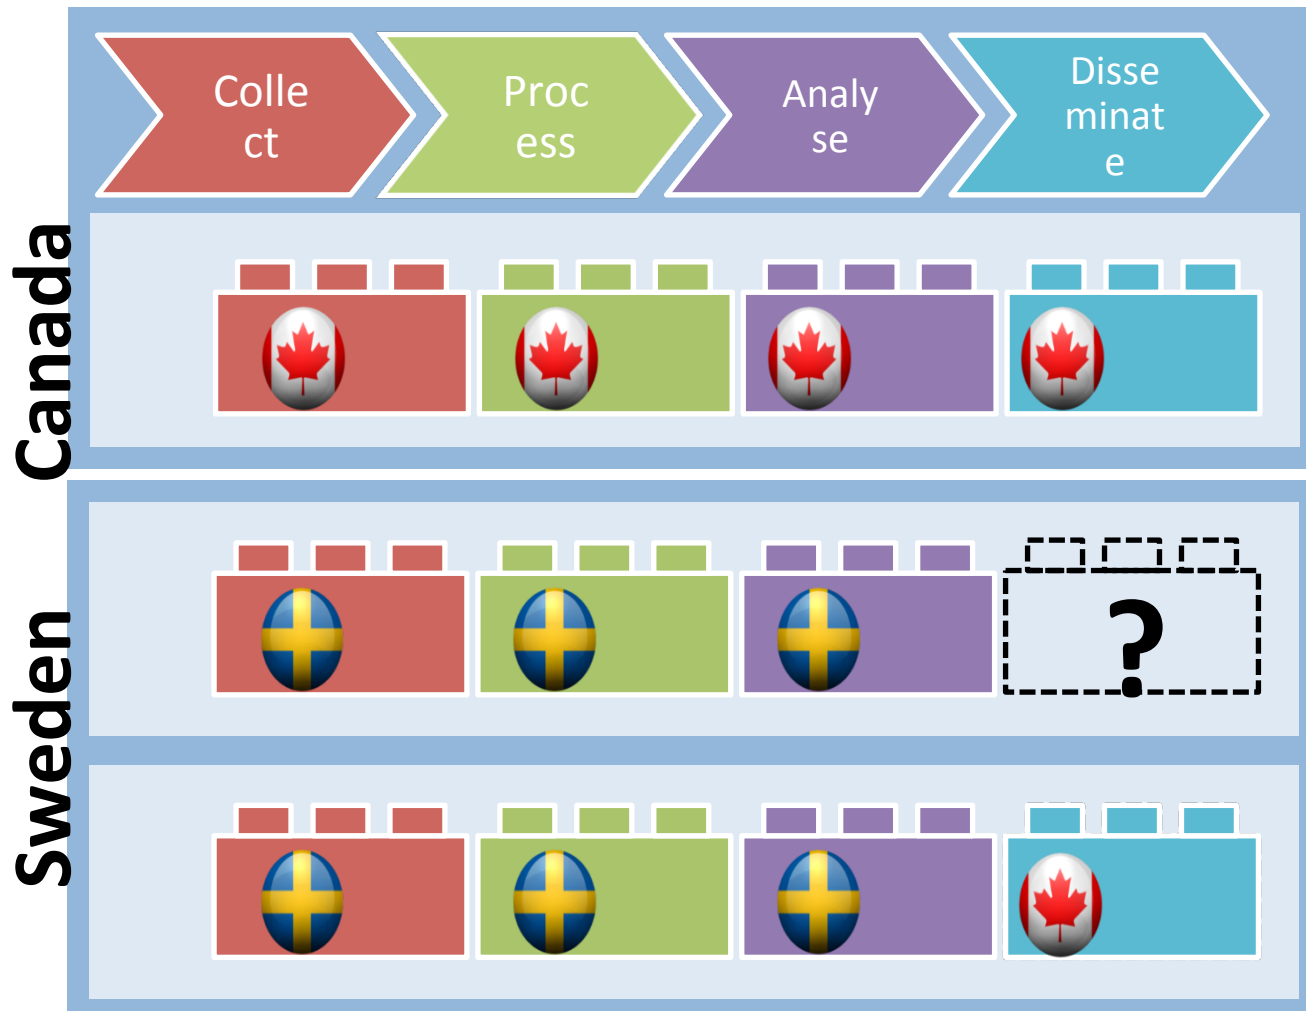 Colle
ct
Proc
ess
Analy
se
Disse
minat
e
Canada
Sweden
?